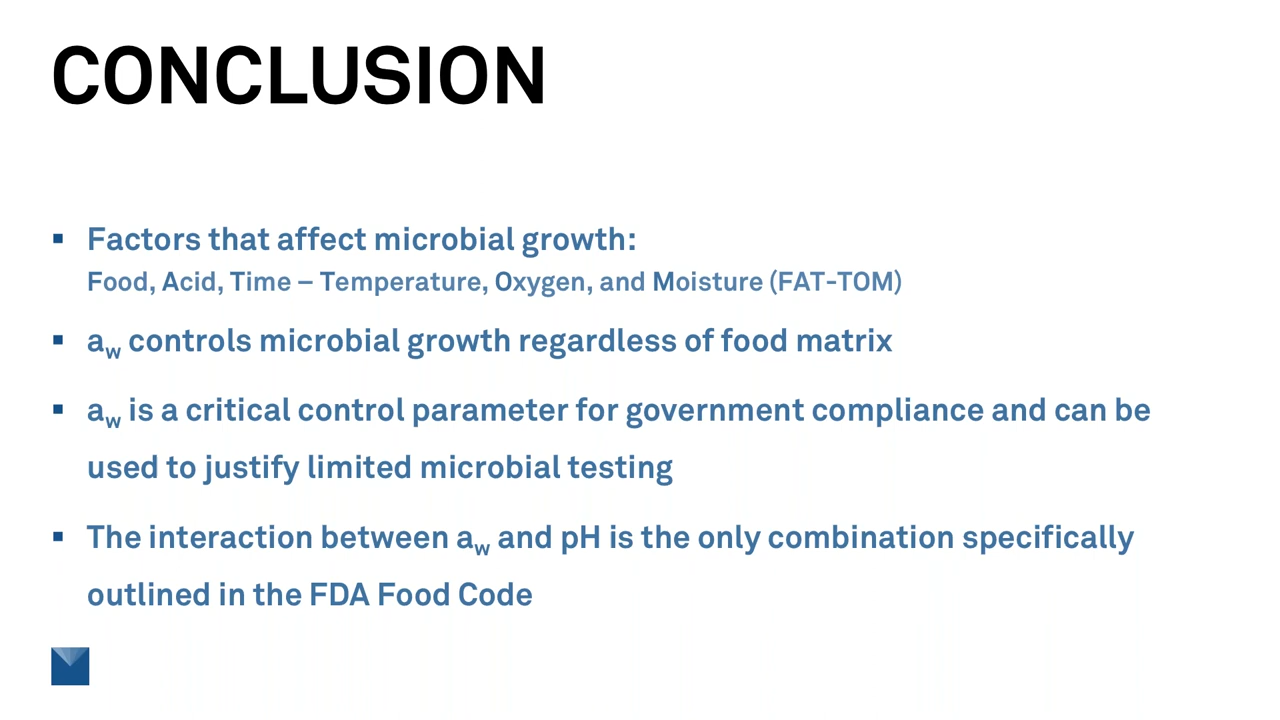 CONCLUSION
▪ Factors that affect microbial growth:
Food, Acid, Time – Temperature, Oxygen, and Moisture (FAT-TOM)
▪ aw controls microbial growth regardless of food matrix
▪ aw is a critical control parameter for government compliance and can be
used to justify limited microbial testing
▪ The interaction between aw and pH is the only combination specifically
outlined in the FDA Food Code